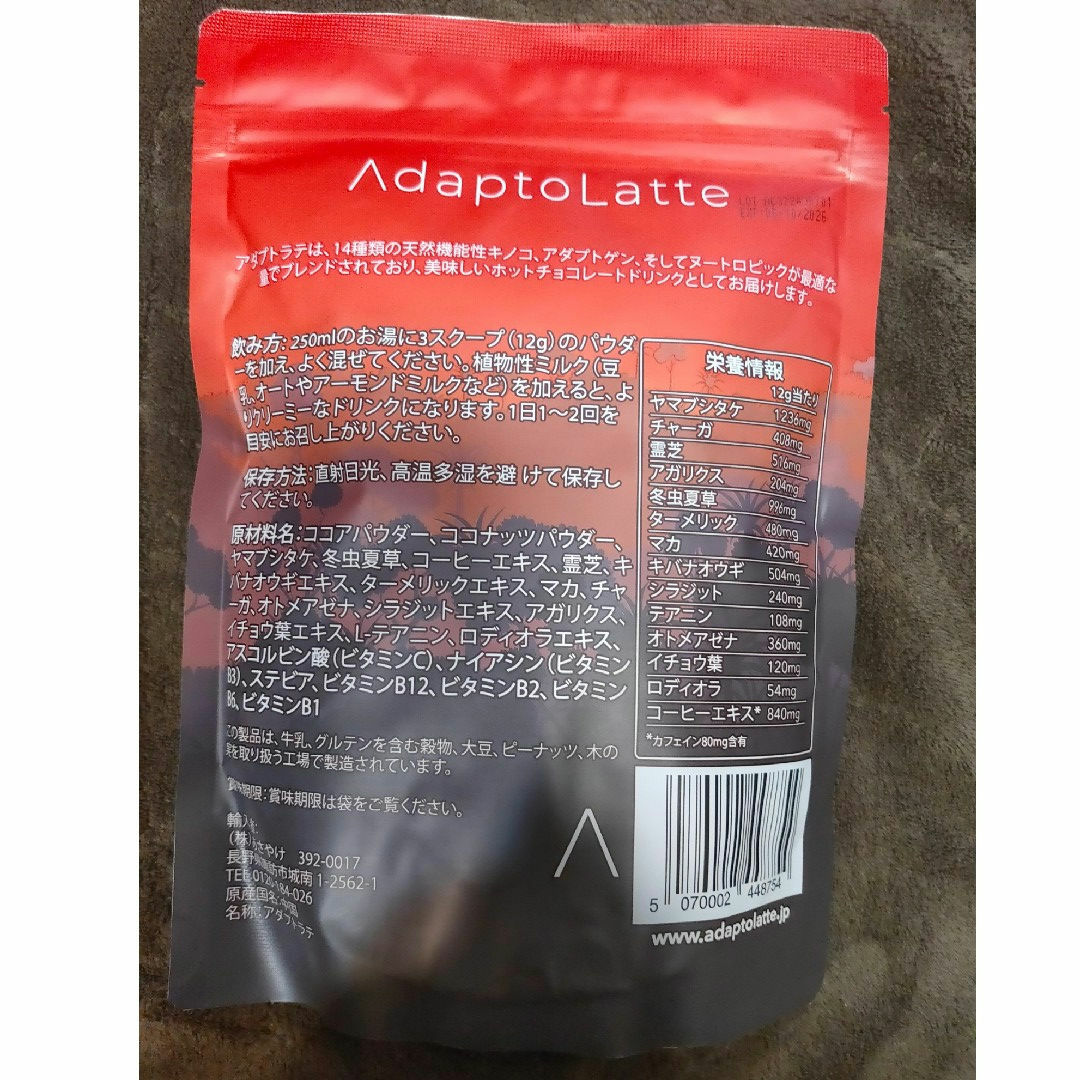 AdaptoLatte
EXP:06/10/2026
アダプトラテは、14種類の天然機能性キノコ、アダプトゲン、そしてヌートロピックが最適な
量でブレンドされており、美味しいホットチョコレートドリンクとしてお届けします。
飲み方: 250mlのお湯に3スクープ(12g)のパウダ
ーを加え、よく混ぜてください。植物性ミルク(豆
乳、オートやアーモンドミルクなど)を加えると、よ
りクリーミーなドリンクになります。1日1〜2回を
目安にお召し上がりください。
保存方法:直射日光、高温多湿を避 けて保存し
てください。
原材料名:ココアパウダー、ココナッツパウダー、
ヤマブシタケ、冬虫夏草、コーヒーエキス、霊芝、キ
バナオウギエキス、ターメリックエキス、マカ、チャ
ーガ、オトメアゼナ、シラジットエキス、アガリクス、
イチョウ葉エキス、L-テアニン、ロディオラエキス、
アスコルビン酸(ビタミンC)、ナイアシン(ビタミン
B3)、ステビア、ビタミンB12、ビタミンB2、ビタミン
B6、ビタミンB1
この製品は、牛乳、グルテンを含む穀物、大豆、ピーナッツ、木の
実を取り扱う工場で製造されています。
賞味期限:賞味期限は袋をご覧ください。
輸入者:
(株)あさやけ 392-0017
長野県諏訪市城南 1-2562-1
TEL:0120-184-026
原産国名:中国
名称:アダプトラテ
栄養情報
12g当たり
ヤマブシタケ 1236mg
チャーガ 408mg
霊芝 516mg
アガリクス 204mg
冬虫夏草 996mg
ターメリック 480mg
マカ 420mg
キバナオウギ 504mg
シラジット 240mg
テアニン 108mg
オトメアゼナ 360mg
イチョウ葉 120mg
ロディオラ 54mg
コーヒーエキス* 840mg
*カフェイン80mg含有
5 070002 448754
www.adaptolatte.jp